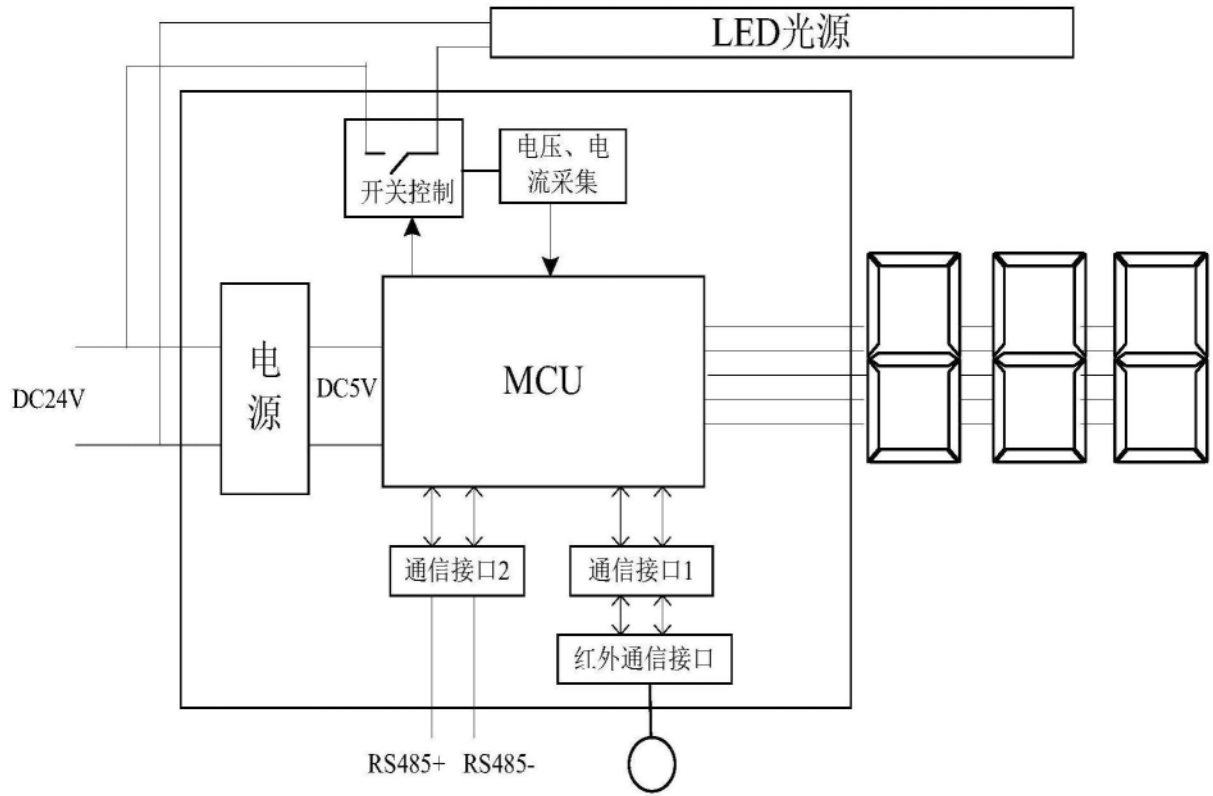 LED光源
电压、电
流采集
开关控制
电
源
DC24V
DC5V
MCU
通信接口2
通信接口1
红外通信接口
RS485+
RS485-